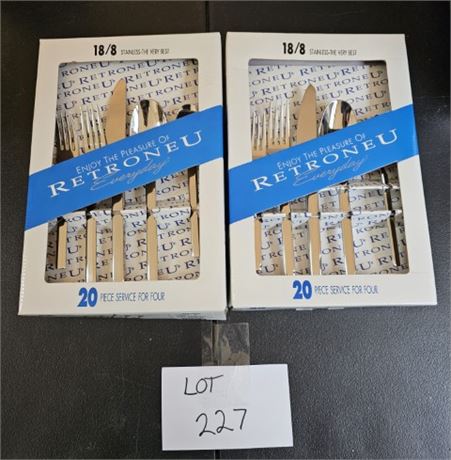 18/8 STAINLESS-THE VERY BEST
ENJOY THE PLEASURE OF
RETRONEU
Everyday
20 PIECE SERVICE FOR FOUR
18/8 STAINLESS-THE VERY BEST
ENJOY THE PLEASURE OF
RETRONEU
Everyday
20 PIECE SERVICE FOR FOUR
LOT
227